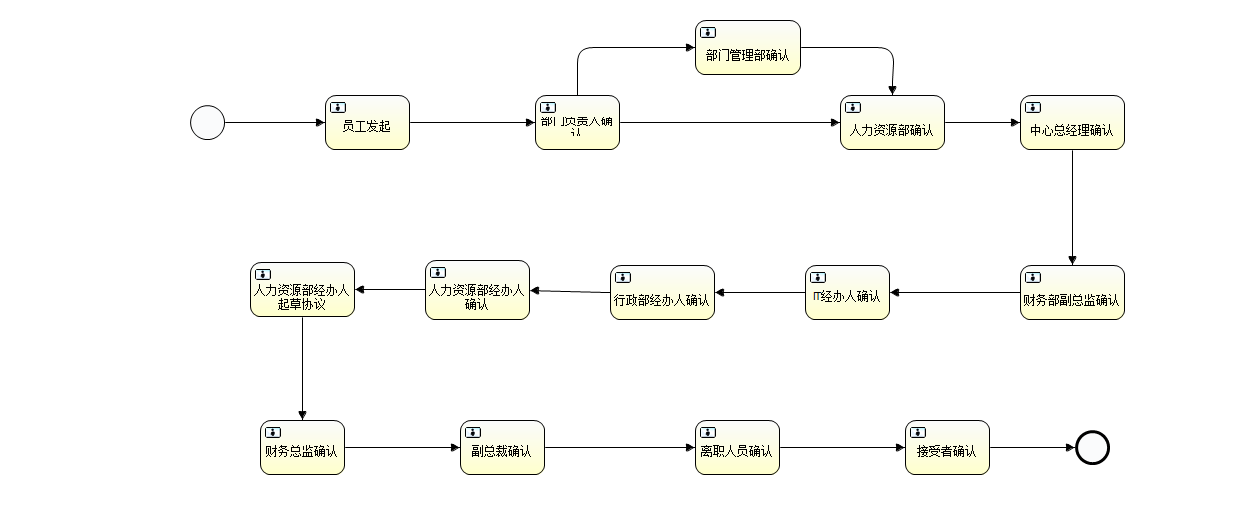 部门管理部确认
员工发起
部门负责人确
认
人力资源部确认
中心总经理确认
人力资源部经办人
起草协议
人力资源部经办人
确认
行政部经办人确认
IT经办人确认
财务部副总监确认
财务总监确认
副总裁确认
离职人员确认
接受者确认